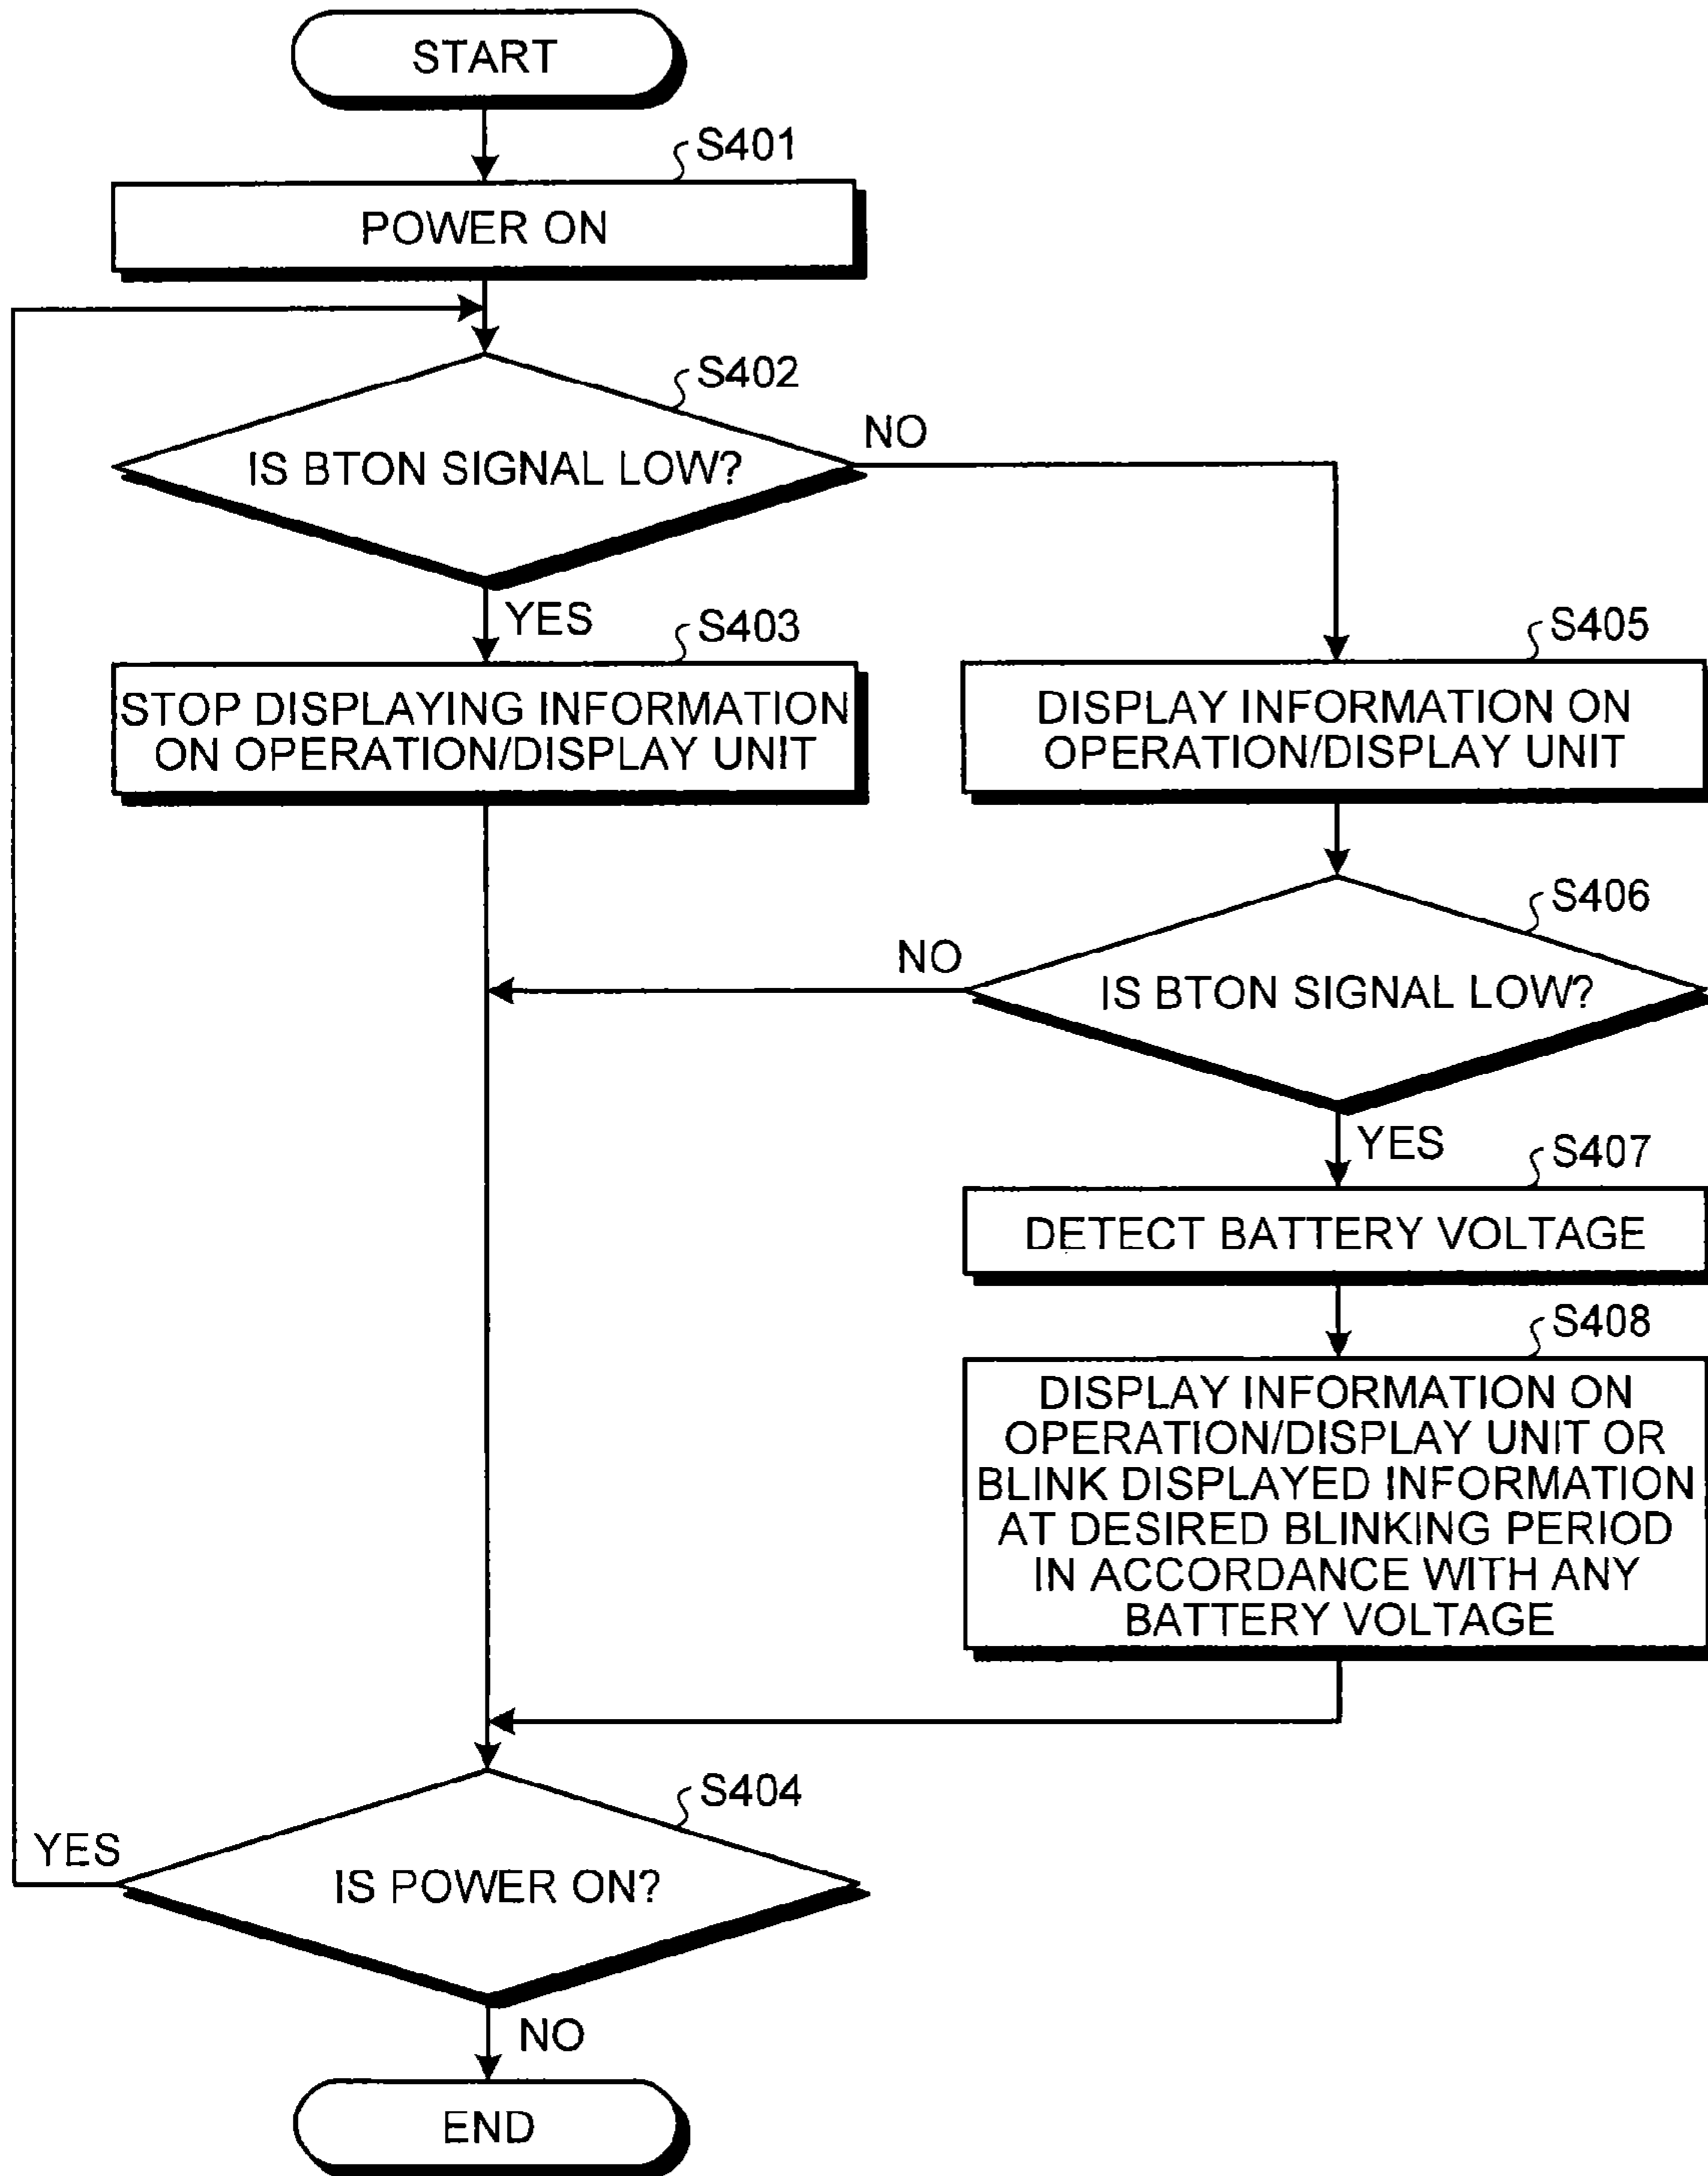 START
S401
POWER ON
S402
IS BTON SIGNAL LOW?
NO
YES
S403
STOP DISPLAYING INFORMATION
ON OPERATION/DISPLAY UNIT
S405
DISPLAY INFORMATION ON
OPERATION/DISPLAY UNIT
S406
NO
IS BTON SIGNAL LOW?
YES
S407
DETECT BATTERY VOLTAGE
S408
DISPLAY INFORMATION ON
OPERATION/DISPLAY UNIT OR
BLINK DISPLAYED INFORMATION
AT DESIRED BLINKING PERIOD
IN ACCORDANCE WITH ANY
BATTERY VOLTAGE
S404
YES
IS POWER ON?
NO
END